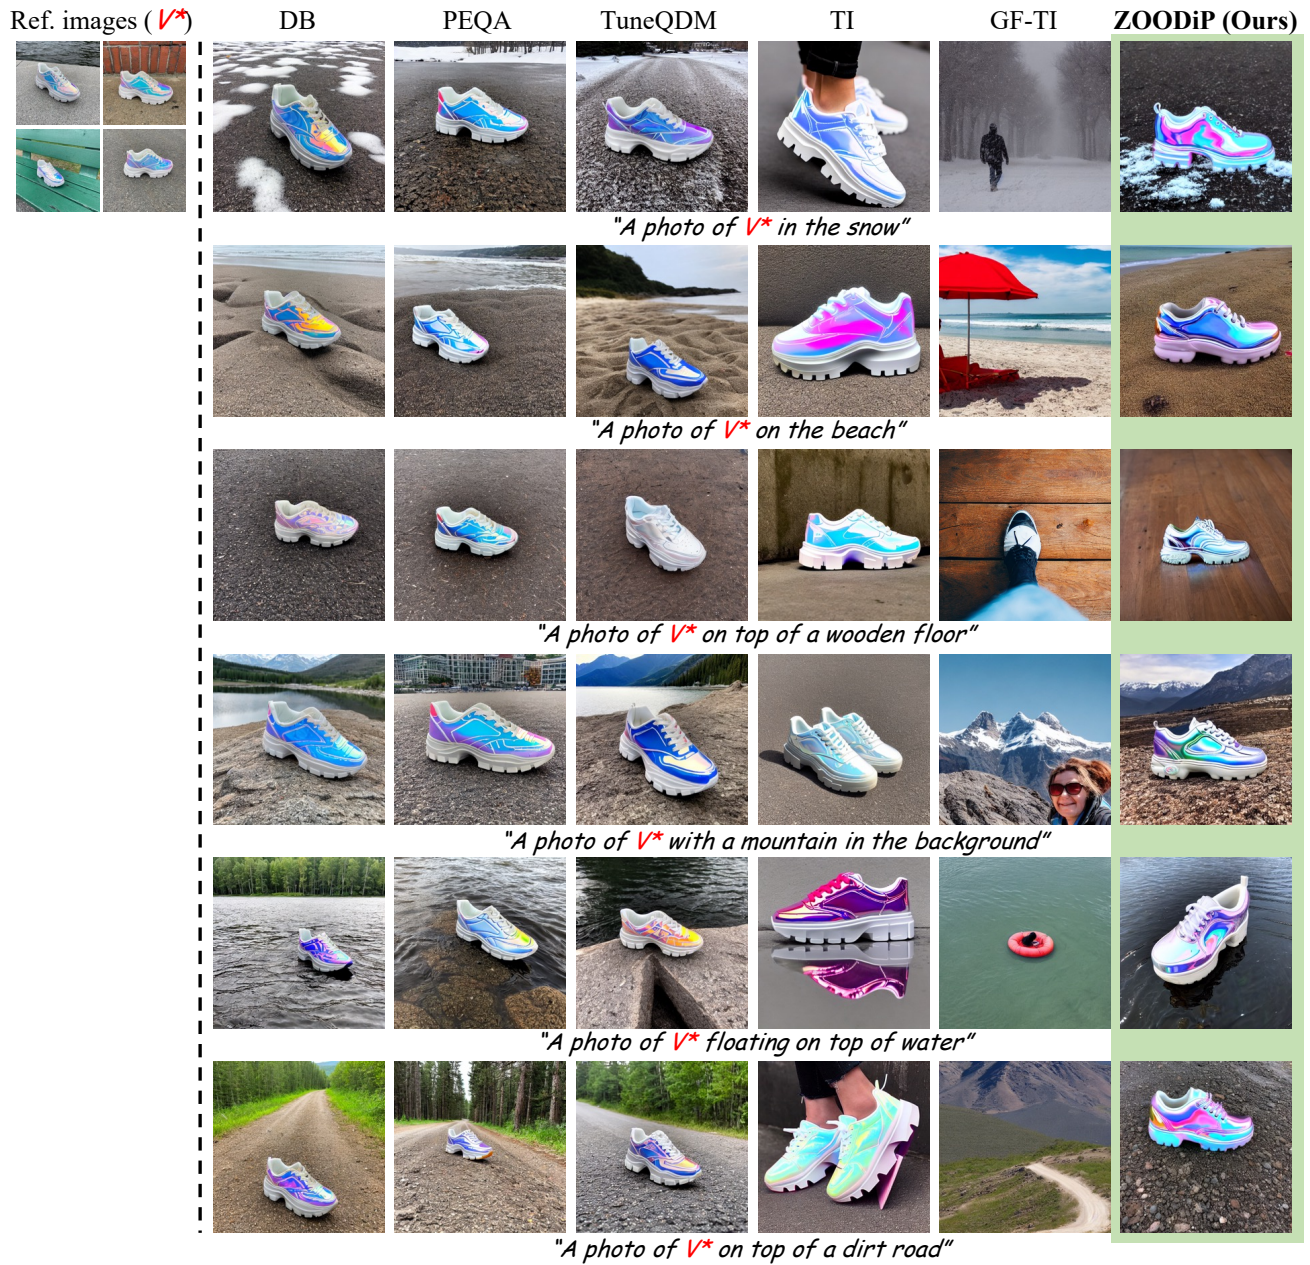 Ref. images ( V*) DB PEQA TuneQDM TI GF-TI ZOODiP (Ours)
"A photo of V* in the snow"
"A photo of V* on the beach"
"A photo of V* on top of a wooden floor"
"A photo of V* with a mountain in the background"
"A photo of V* floating on top of water"
"A photo of V* on top of a dirt road"